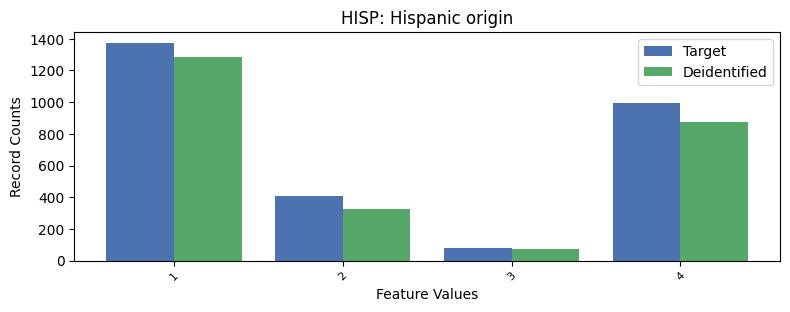 HISP: Hispanic origin
Target
Deidentified
Record Counts
1400
1200
1000
800
600
400
200
0
1
2
3
4
Feature Values